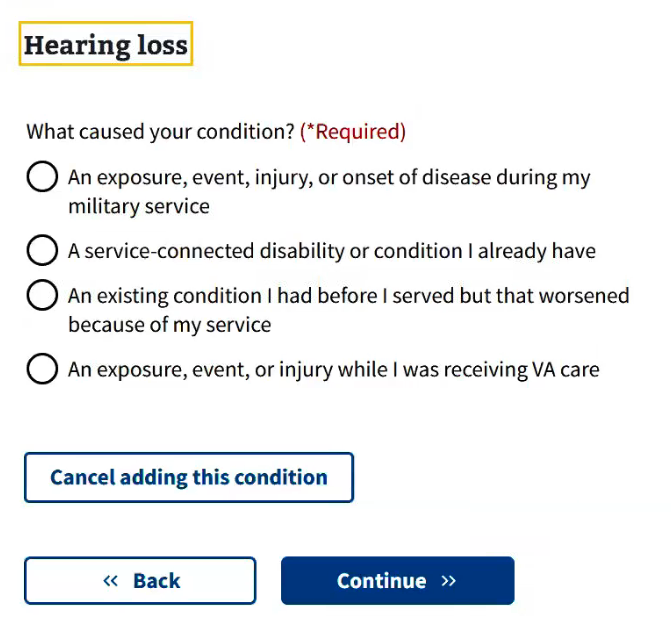 Hearing loss
What caused your condition? (*Required)
An exposure, event, injury, or onset of disease during my
military service
A service-connected disability or condition I already have
An existing condition I had before I served but that worsened
because of my service
An exposure, event, or injury while I was receiving VA care
Cancel adding this condition
« Back
Continue »